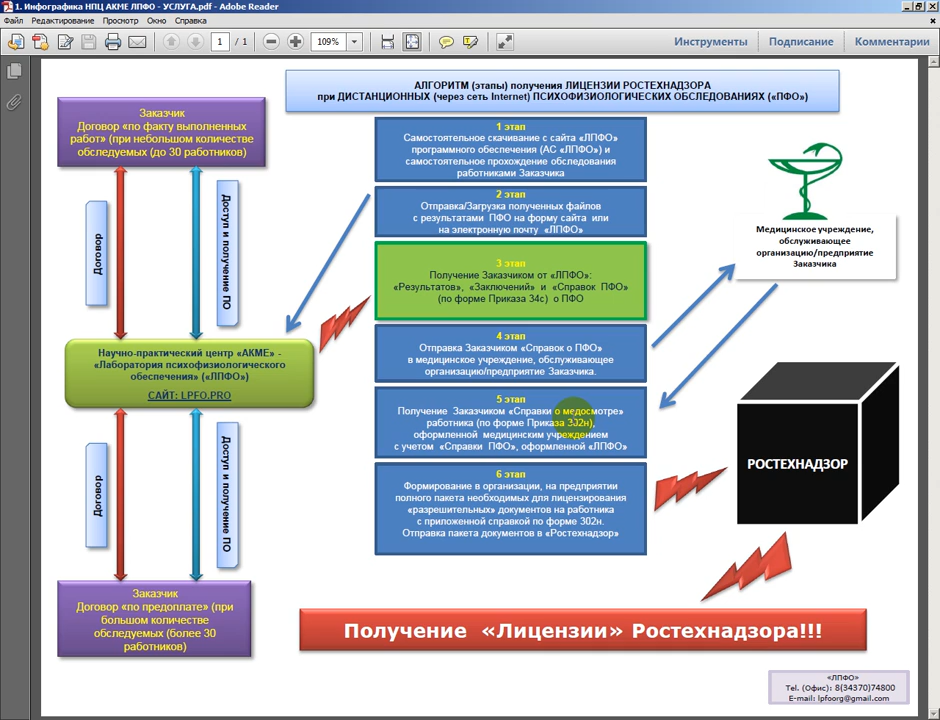 1. Инфографика НПЦ АКМЕ ЛПФО - УСЛУГА.pdf - Adobe Reader
Файл Редактирование Просмотр Окно Справка
1 / 1 109% Инструменты Подписание Комментарии
АЛГОРИТМ (этапы) получения ЛИЦЕНЗИИ РОСТЕХНАДЗОРА
при ДИСТАНЦИОННЫХ (через сеть Internet) ПСИХОФИЗИОЛОГИЧЕСКИХ ОБСЛЕДОВАНИЯХ («ПФО»)
Заказчик
Договор «по факту выполненных
работ» (при небольшом количестве
обследуемых (до 30 работников)
Договор
Доступ и получение ПО
Научно-практический центр «АКМЕ» -
«Лаборатория психофизиологического
обеспечения» («ЛПФО»)
САЙТ: LPFO.PRO
Договор
Доступ и получение ПО
Заказчик
Договор «по предоплате» (при
большом количестве
обследуемых (более 30
работников)
1 этап
Самостоятельное скачивание с сайта «ЛПФО»
программного обеспечения (АС «ЛПФО») и
самостоятельное прохождение обследования
работниками Заказчика
2 этап
Отправка/Загрузка полученных файлов
с результатами ПФО на форму сайта или
на электронную почту «ЛПФО»
3 этап
Получение Заказчиком от «ЛПФО»:
«Результатов», «Заключений» и «Справок ПФО»
(по форме Приказа 34с) о ПФО
4 этап
Отправка Заказчиком «Справок о ПФО»
в медицинское учреждение, обслуживающее
организацию/предприятие Заказчика.
5 этап
Получение Заказчиком «Справки о медосмотре»
работника (по форме Приказа 302н),
оформленной медицинским учреждением
с учетом «Справки ПФО», оформленной «ЛПФО»
6 этап
Формирование в организации, на предприятии
полного пакета необходимых для лицензирования
«разрешительных» документов на работника
с приложенной справкой по форме 302н.
Отправка пакета документов в «Ростехнадзор»
Медицинское учреждение,
обслуживающее
организацию/предприятие
Заказчика
РОСТЕХНАДЗОР
Получение «Лицензии» Ростехнадзора!!!
«ЛПФО»
Tel. (Офис): 8(34370)74800
E-mail: lpfoorg@gmail.com